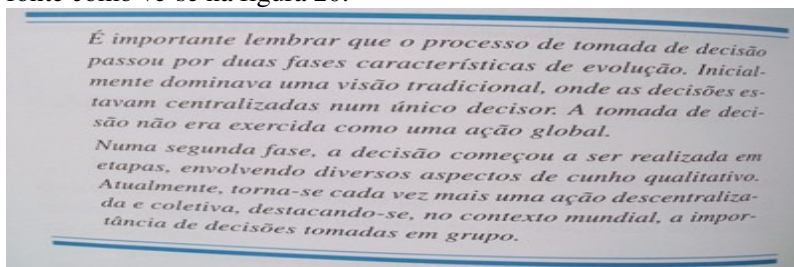 É importante lembrar que o processo de tomada de decisão
passou por duas fases características de evolução. Inicial-
mente dominava uma visão tradicional, onde as decisões es-
tavam centralizadas num único decisor. A tomada de deci-
são não era exercida como uma ação global.
Numa segunda fase, a decisão começou a ser realizada em
etapas, envolvendo diversos aspectos de cunho qualitativo.
Atualmente, torna-se cada vez mais uma ação descentraliza-
da e coletiva, destacando-se, no contexto mundial, a impor-
tância de decisões tomadas em grupo.